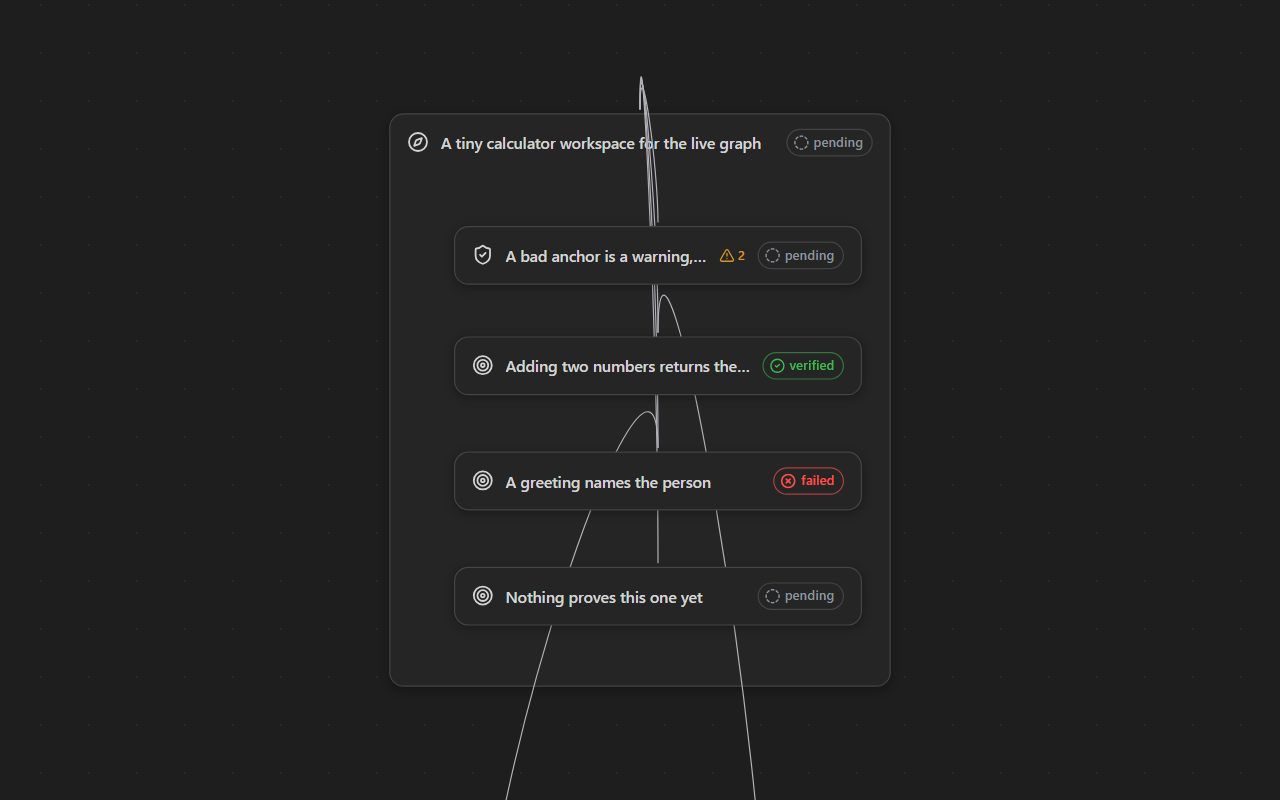 A tiny calculator workspace for the live graph
pending
A bad anchor is a warning,...
2
pending
Adding two numbers returns the...
verified
A greeting names the person
failed
Nothing proves this one yet
pending